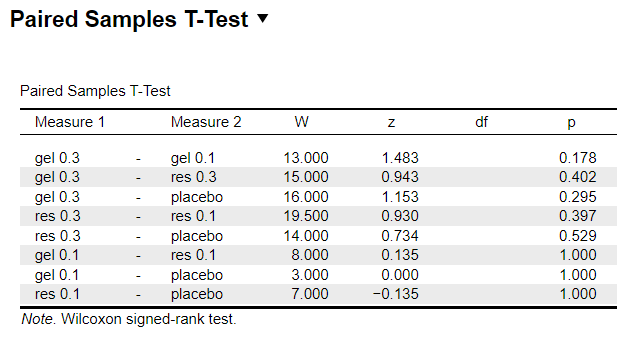 Paired Samples T-Test ▼
Paired Samples T-Test
Measure 1 Measure 2 W z df p
gel 0.3 - gel 0.1 13.000 1.483 0.178
gel 0.3 - res 0.3 15.000 0.943 0.402
gel 0.3 - placebo 16.000 1.153 0.295
res 0.3 - res 0.1 19.500 0.930 0.397
res 0.3 - placebo 14.000 0.734 0.529
gel 0.1 - res 0.1 8.000 0.135 1.000
gel 0.1 - placebo 3.000 0.000 1.000
res 0.1 - placebo 7.000 −0.135 1.000
Note. Wilcoxon signed-rank test.